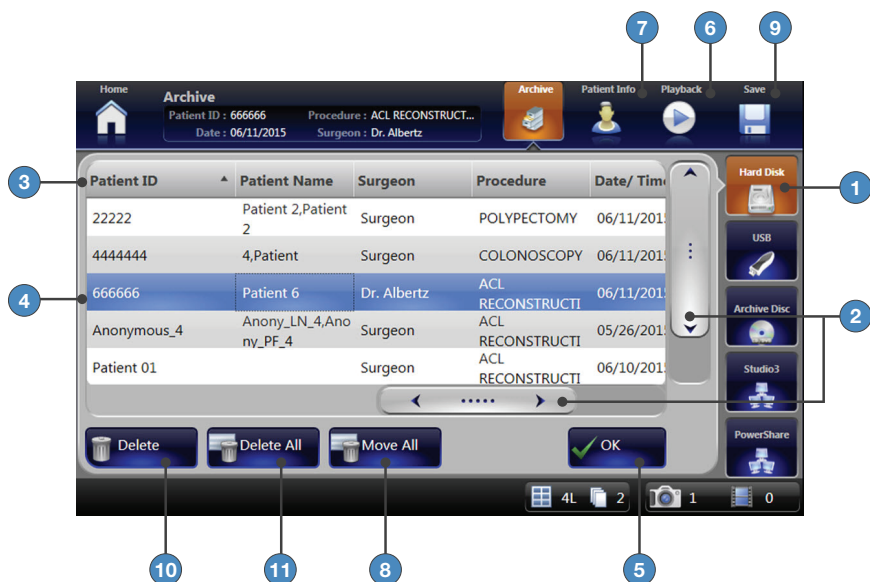 7 6 9
Home Archive Archive Patient Info Playback Save
Patient ID : 666666 Procedure : ACL RECONSTRUCT...
Date : 06/11/2015 Surgeon : Dr. Albertz
3 Patient ID Patient Name Surgeon Procedure Date/ Time Hard Disk 1
22222 Patient 2,Patient 2 Surgeon POLYPECTOMY 06/11/2015
USB
4444444 4,Patient Surgeon COLONOSCOPY 06/11/201
4 666666 Patient 6 Dr. Albertz ACL RECONSTRUCTI 06/11/201
Archive Disc
2
Anonymous_4 Anony_LN_4,Anony_PF_4 Surgeon ACL RECONSTRUCTI 05/26/201
Patient 01 Surgeon ACL RECONSTRUCTI 06/10/201
Studio3
PowerShare
Delete Delete All Move All OK
4L 2 1 0
10 11 8 5